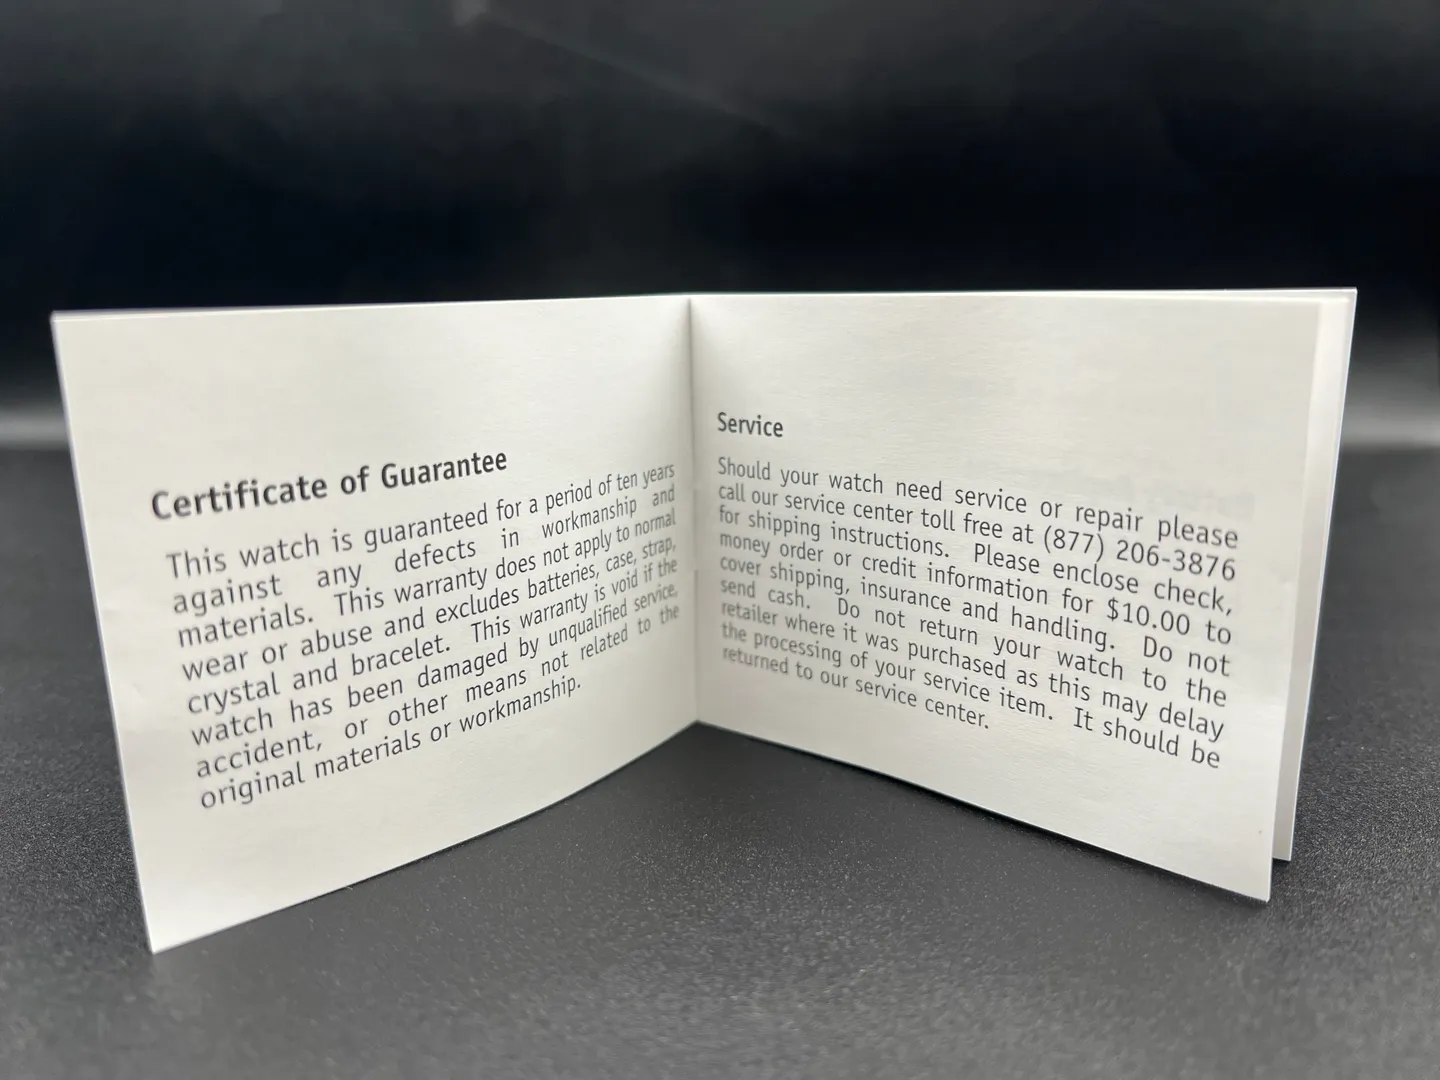 Certificate of Guarantee
This watch is guaranteed for a period of ten years
against any defects in workmanship and
materials. This warranty does not apply to normal
wear or abuse and excludes batteries, case, strap,
crystal and bracelet. This warranty is void if the
watch has been damaged by unqualified service,
accident, or other means not related to the
original materials or workmanship.
Service
Should your watch need service or repair please
call our service center toll free at (877) 206-3876
for shipping instructions. Please enclose check,
money order or credit information for $10.00 to
cover shipping, insurance and handling. Do not
send cash. Do not return your watch to the
retailer where it was purchased as this may delay
the processing of your service item. It should be
returned to our service center.